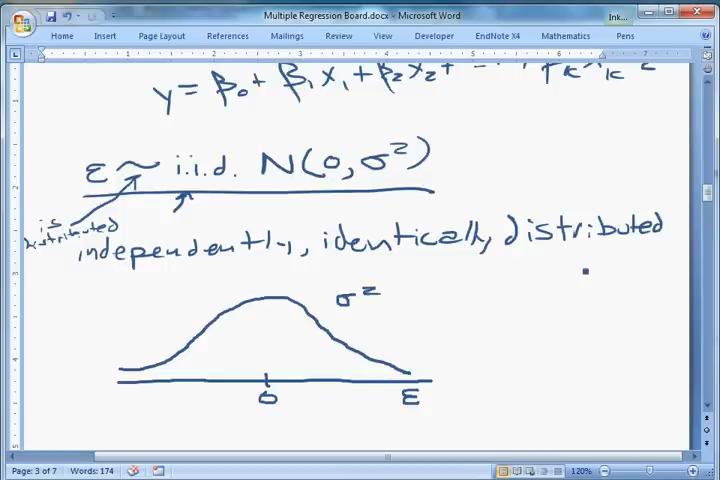 Multiple Regression Board.docx - Microsoft Word
Ink...
Home Insert Page Layout References Mailings Review View Developer EndNote X4 Mathematics Pens
y = β₀ + β₁x₁ + β₂x₂ +
ε ~ i.i.d. N(0, σ²)
is
distributed
independently, identically, distributed
σ²
0 ε
Page: 3 of 7 Words: 174 120%